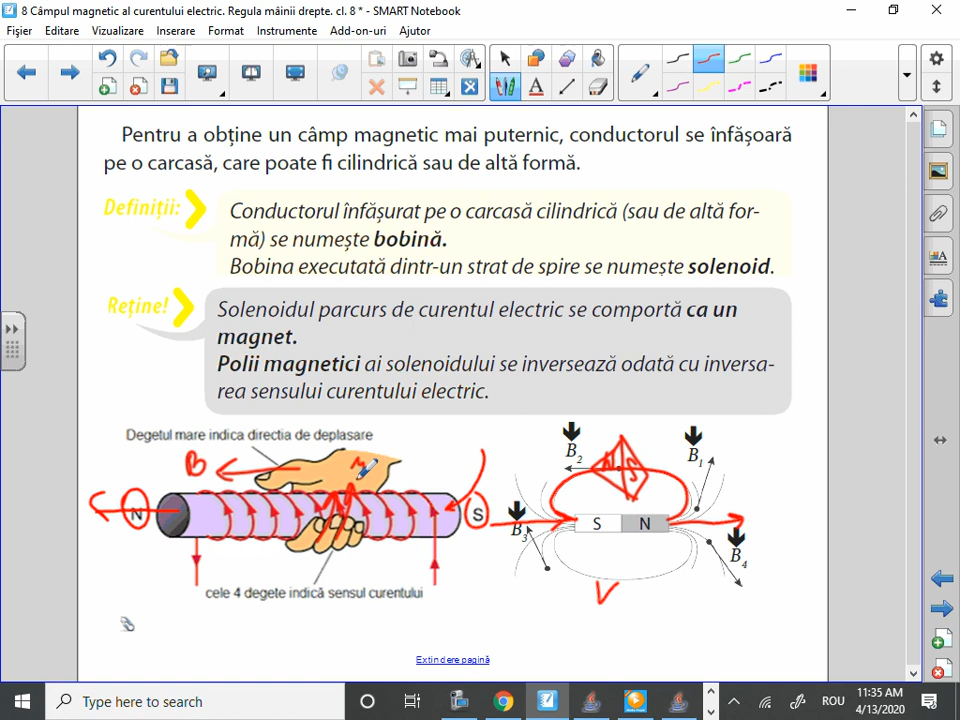 8 Câmpul magnetic al curentului electric. Regula mâinii drepte. cl. 8 * - SMART Notebook
Fișier Editare Vizualizare Inserare Format Instrumente Add-on-uri Ajutor
Pentru a obține un câmp magnetic mai puternic, conductorul se înfășoară
pe o carcasă, care poate fi cilindrică sau de altă formă.
Definiții:
Conductorul înfășurat pe o carcasă cilindrică (sau de altă for-
mă) se numește bobină.
Bobina executată dintr-un strat de spire se numește solenoid.
Reține!
Solenoidul parcurs de curentul electric se comportă ca un
magnet.
Polii magnetici ai solenoidului se inversează odată cu inversa-
rea sensului curentului electric.
Degetul mare indica directia de deplasare
B
N
S
cele 4 degete indică sensul curentului
B2
B1
N S
S N
B3
B4
V
Extindere pagină
Type here to search
ROU
11:35 AM
4/13/2020